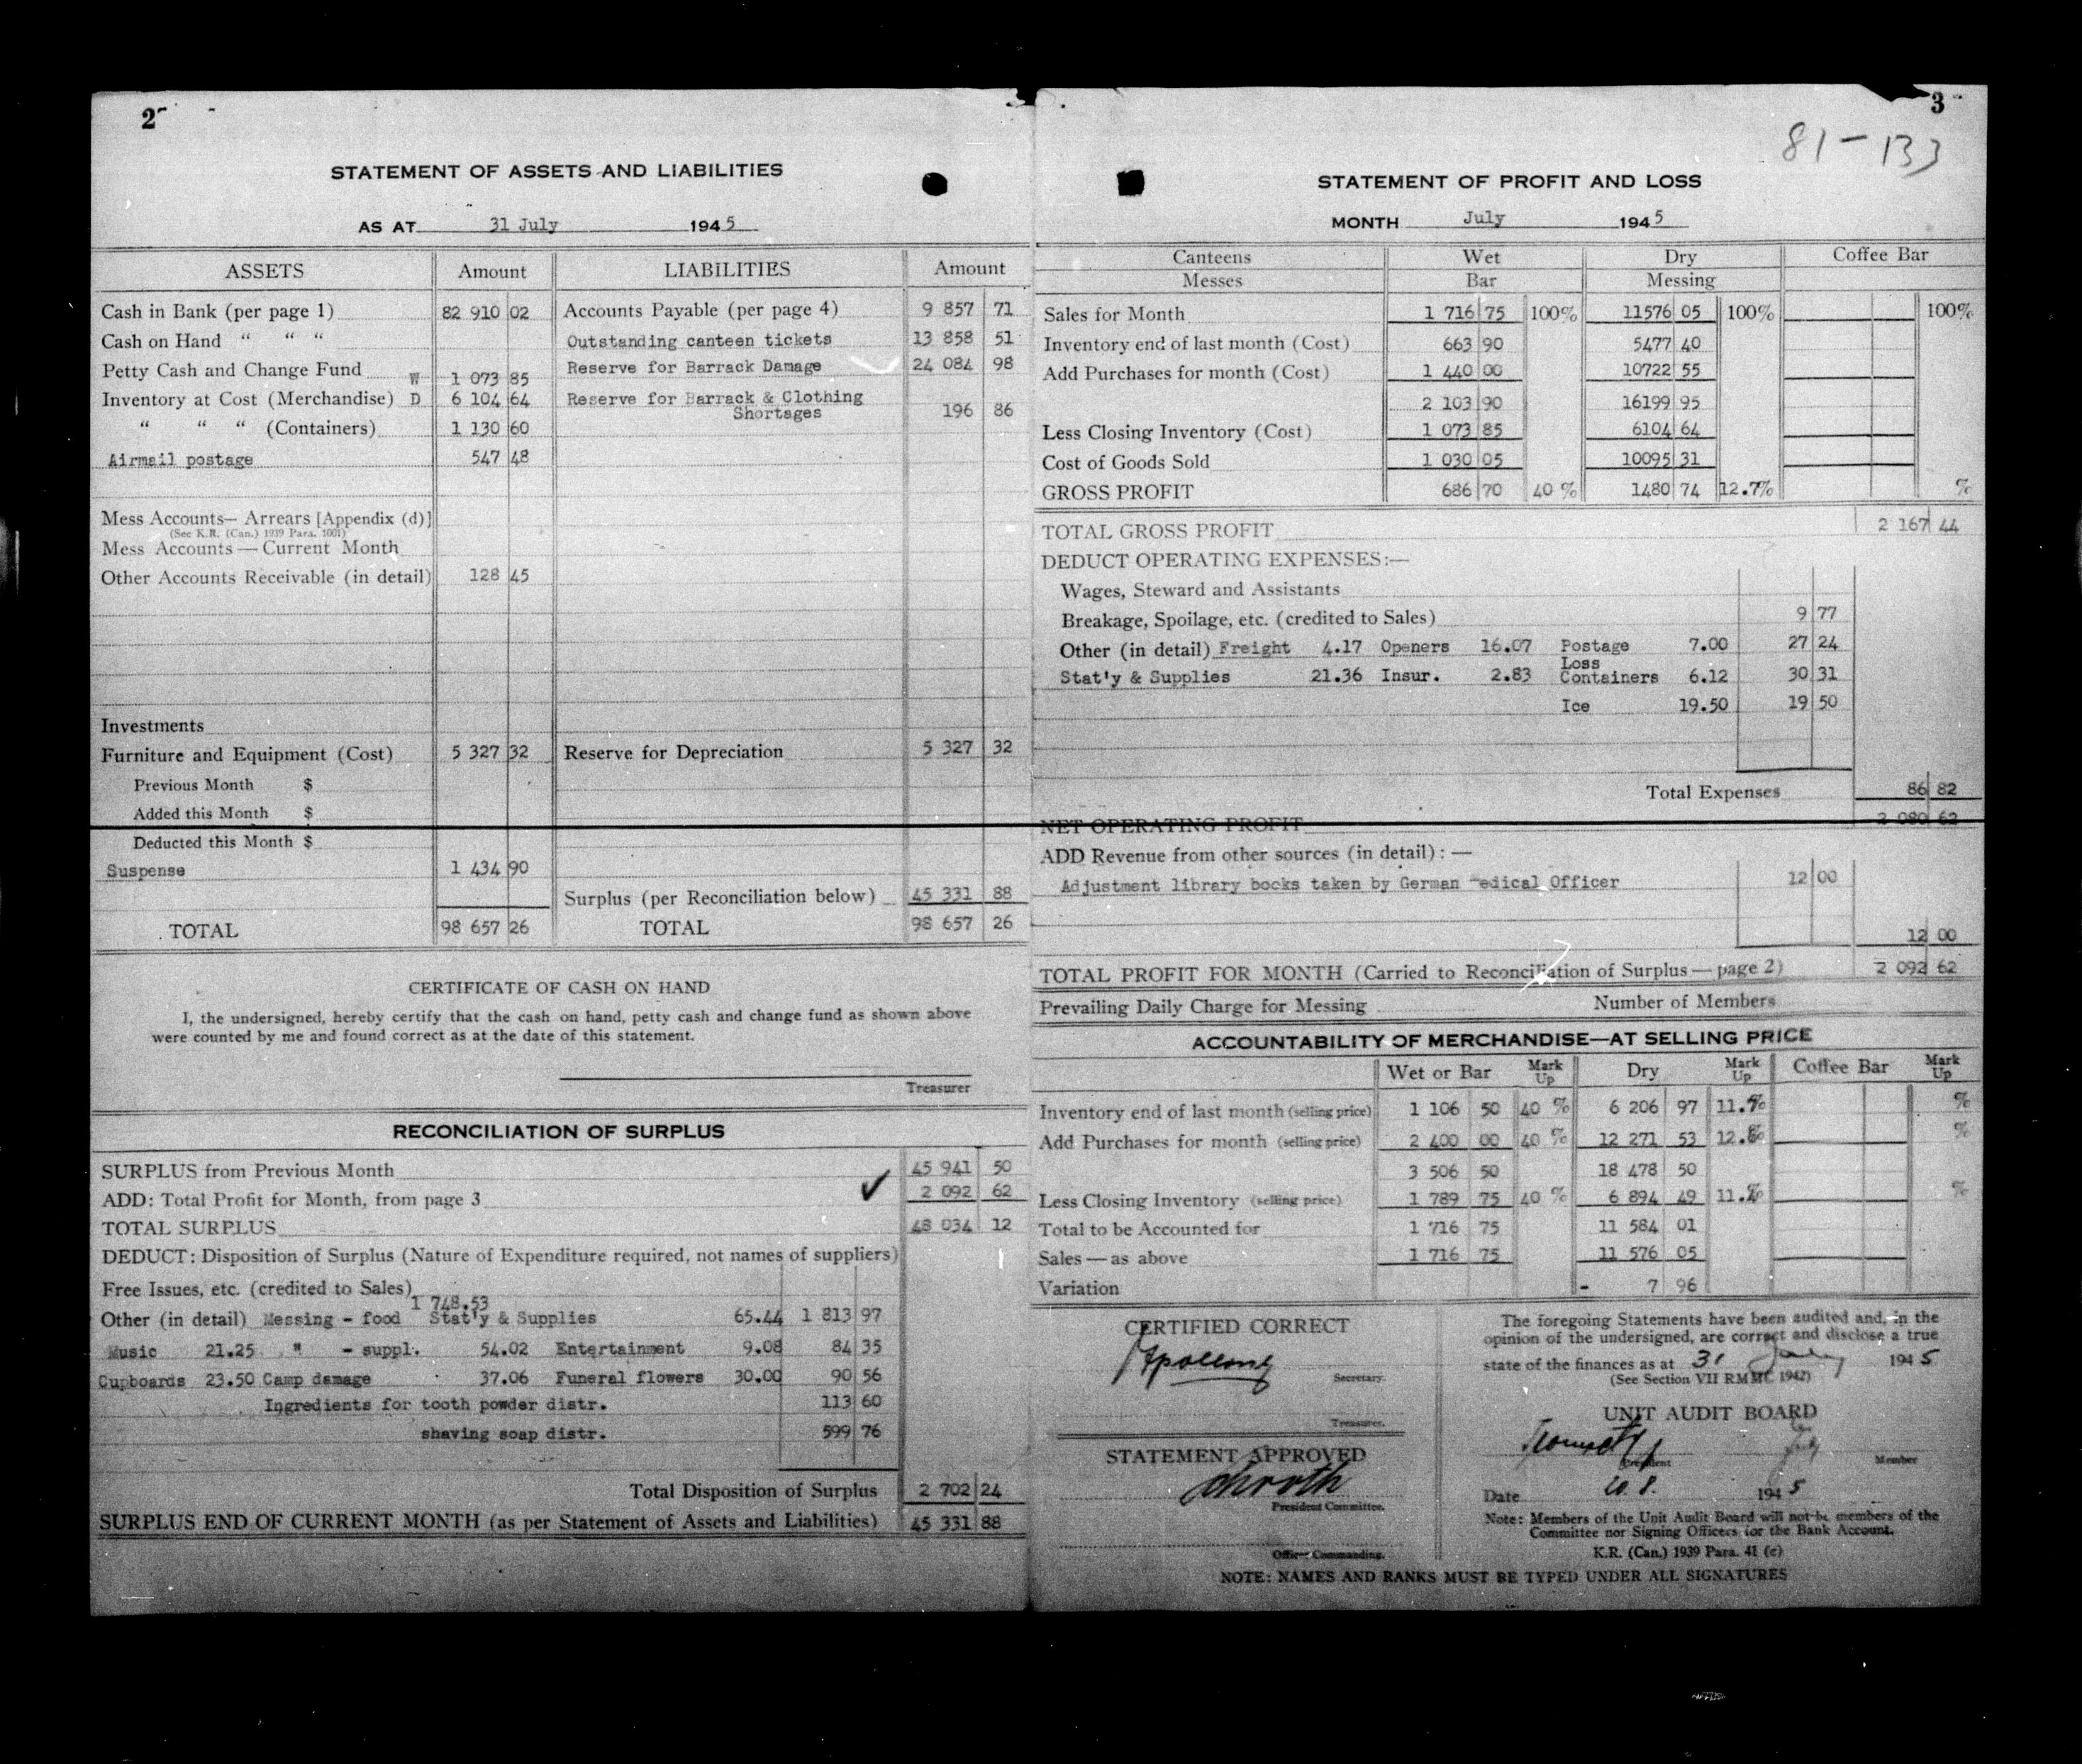 2
STATEMENT OF ASSETS AND LIABILITIES
AS AT 31 July 1945
ASSETS Amount LIABILITIES Amount
Cash in Bank (per page 1) 82 910 02 Accounts Payable (per page 4) 9 857 71
Cash on Hand " " " Outstanding canteen tickets 13 858 51
Petty Cash and Change Fund W 1 073 85 Reserve for Barrack Damage 24 084 98
Inventory at Cost (Merchandise) D 6 104 64 Reserve for Barrack & Clothing
Shortages 196 86
" " " (Containers) 1 130 60
Airmail postage 547 48
Mess Accounts— Arrears [Appendix (d)]
(See K.R. (Can.) 1939 Para. 1001)
Mess Accounts — Current Month
Other Accounts Receivable (in detail) 128 45
Investments
Furniture and Equipment (Cost) 5 327 32 Reserve for Depreciation 5 327 32
Previous Month $
Added this Month $
Deducted this Month $
Suspense 1 434 90
Surplus (per Reconciliation below) 45 331 88
TOTAL 98 657 26 TOTAL 98 657 26
CERTIFICATE OF CASH ON HAND
I, the undersigned, hereby certify that the cash on hand, petty cash and change fund as shown above
were counted by me and found correct as at the date of this statement.
Treasurer
RECONCILIATION OF SURPLUS
SURPLUS from Previous Month 45 941 50
ADD: Total Profit for Month, from page 3 2 092 62
TOTAL SURPLUS 48 034 12
DEDUCT: Disposition of Surplus (Nature of Expenditure required, not names of suppliers)
Free Issues, etc. (credited to Sales)
1 748.53
Other (in detail) Messing - food Stat'y & Supplies 65.44 1 813 97
Music 21.25 " - suppl. 54.02 Entertainment 9.08 84 35
Cupboards 23.50 Camp damage 37.06 Funeral flowers 30.00 90 56
Ingredients for tooth powder distr. 113 60
shaving soap distr. 599 76
Total Disposition of Surplus 2 702 24
SURPLUS END OF CURRENT MONTH (as per Statement of Assets and Liabilities) 45 331 88
3
81-133
STATEMENT OF PROFIT AND LOSS
MONTH July 1945
Canteens Wet Dry Coffee Bar
Messes Bar Messing
Sales for Month 1 716 75 100% 11576 05 100% 100%
Inventory end of last month (Cost) 663 90 5477 40
Add Purchases for month (Cost) 1 440 00 10722 55
2 103 90 16199 95
Less Closing Inventory (Cost) 1 073 85 6104 64
Cost of Goods Sold 1 030 05 10095 31
GROSS PROFIT 686 70 40 % 1480 74 12.7% %
TOTAL GROSS PROFIT 2 167 44
DEDUCT OPERATING EXPENSES:—
Wages, Steward and Assistants
Breakage, Spoilage, etc. (credited to Sales) 9 77
Other (in detail) Freight 4.17 Openers 16.07 Postage 7.00 27 24
Stat'y & Supplies 21.36 Insur. 2.83 Loss Containers 6.12 30 31
Ice 19.50 19 50
Total Expenses 86 82
NET OPERATING PROFIT 2 080 62
ADD Revenue from other sources (in detail) : —
Adjustment library books taken by German edical Officer 12 00
12 00
TOTAL PROFIT FOR MONTH (Carried to Reconciliation of Surplus — page 2) 2 092 62
Prevailing Daily Charge for Messing Number of Members
ACCOUNTABILITY OF MERCHANDISE—AT SELLING PRICE
Wet or Bar Mark Up Dry Mark Up Coffee Bar Mark Up
Inventory end of last month (selling price) 1 106 50 40 % 6 206 97 11. % %
Add Purchases for month (selling price) 2 400 00 40 % 12 271 53 12.6% %
3 506 50 18 478 50
Less Closing Inventory (selling price) 1 789 75 40 % 6 894 49 11. % %
Total to be Accounted for 1 716 75 11 584 01
Sales — as above 1 716 75 11 576 05
Variation - 7 96
CERTIFIED CORRECT
Secretary.
Treasurer.
STATEMENT APPROVED
President Committee.
Officer Commanding.
The foregoing Statements have been audited and, in the
opinion of the undersigned, are correct and disclose a true
state of the finances as at 31 July 1945
(See Section VII RMMC 1942)
UNIT AUDIT BOARD
President Member
Date 10.8. 1945
Note: Members of the Unit Audit Board will not be members of the
Committee nor Signing Officers for the Bank Account.
K.R. (Can.) 1939 Para. 41 (c)
NOTE: NAMES AND RANKS MUST BE TYPED UNDER ALL SIGNATURES